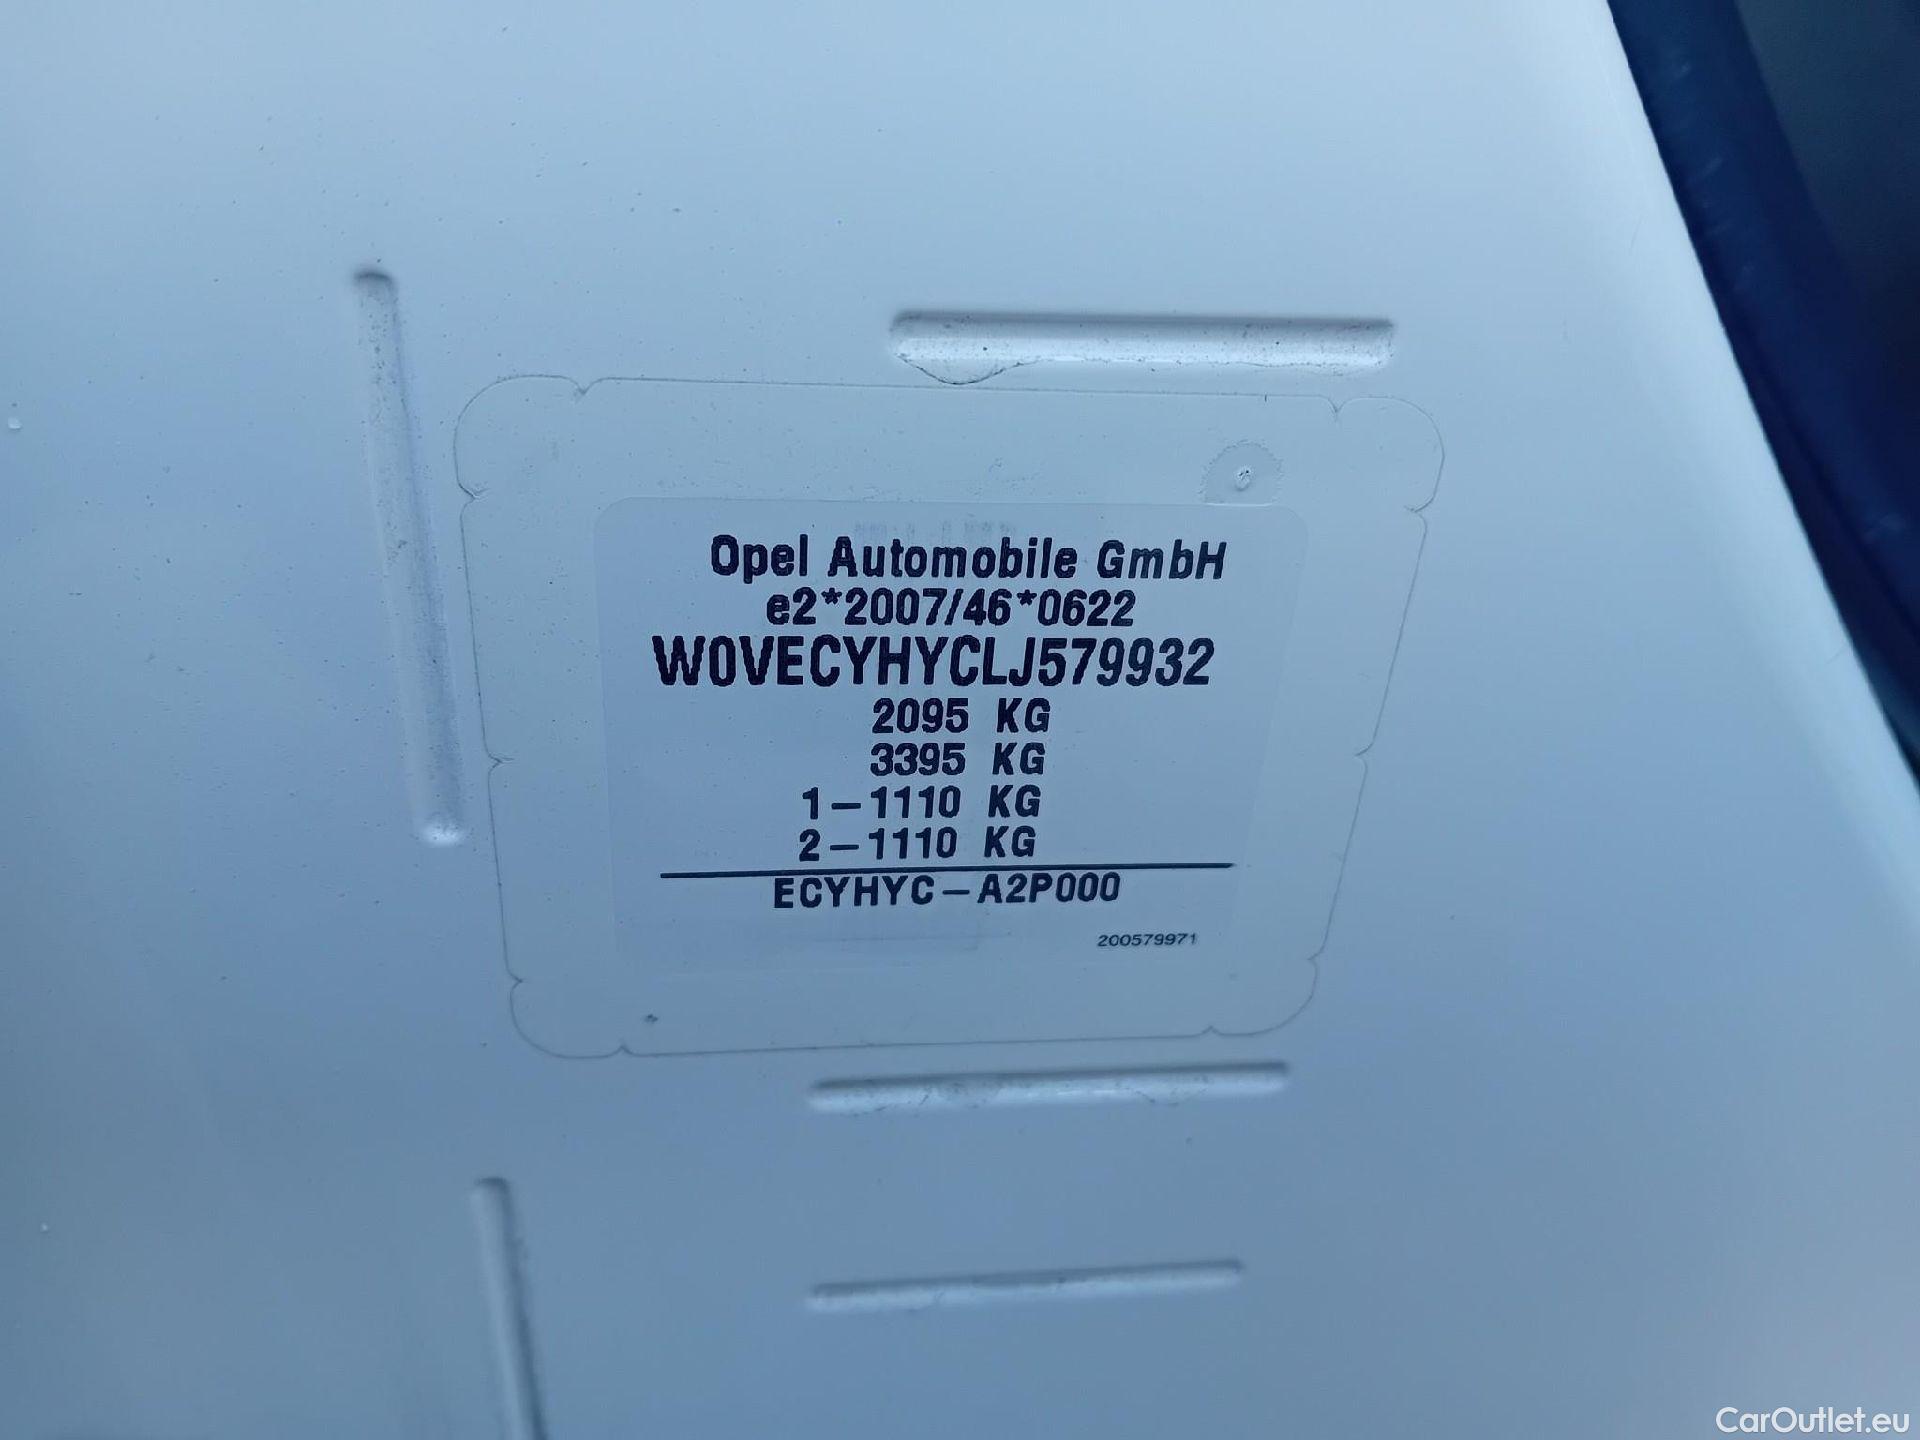 Opel Automobile GmbH
e2*2007/46*0622
W0VECYHYCLJ579932
2095 KG
3395 KG
1-1110 KG
2-1110 KG
ECYHYC-A2P000
200579971
CarOutlet.eu